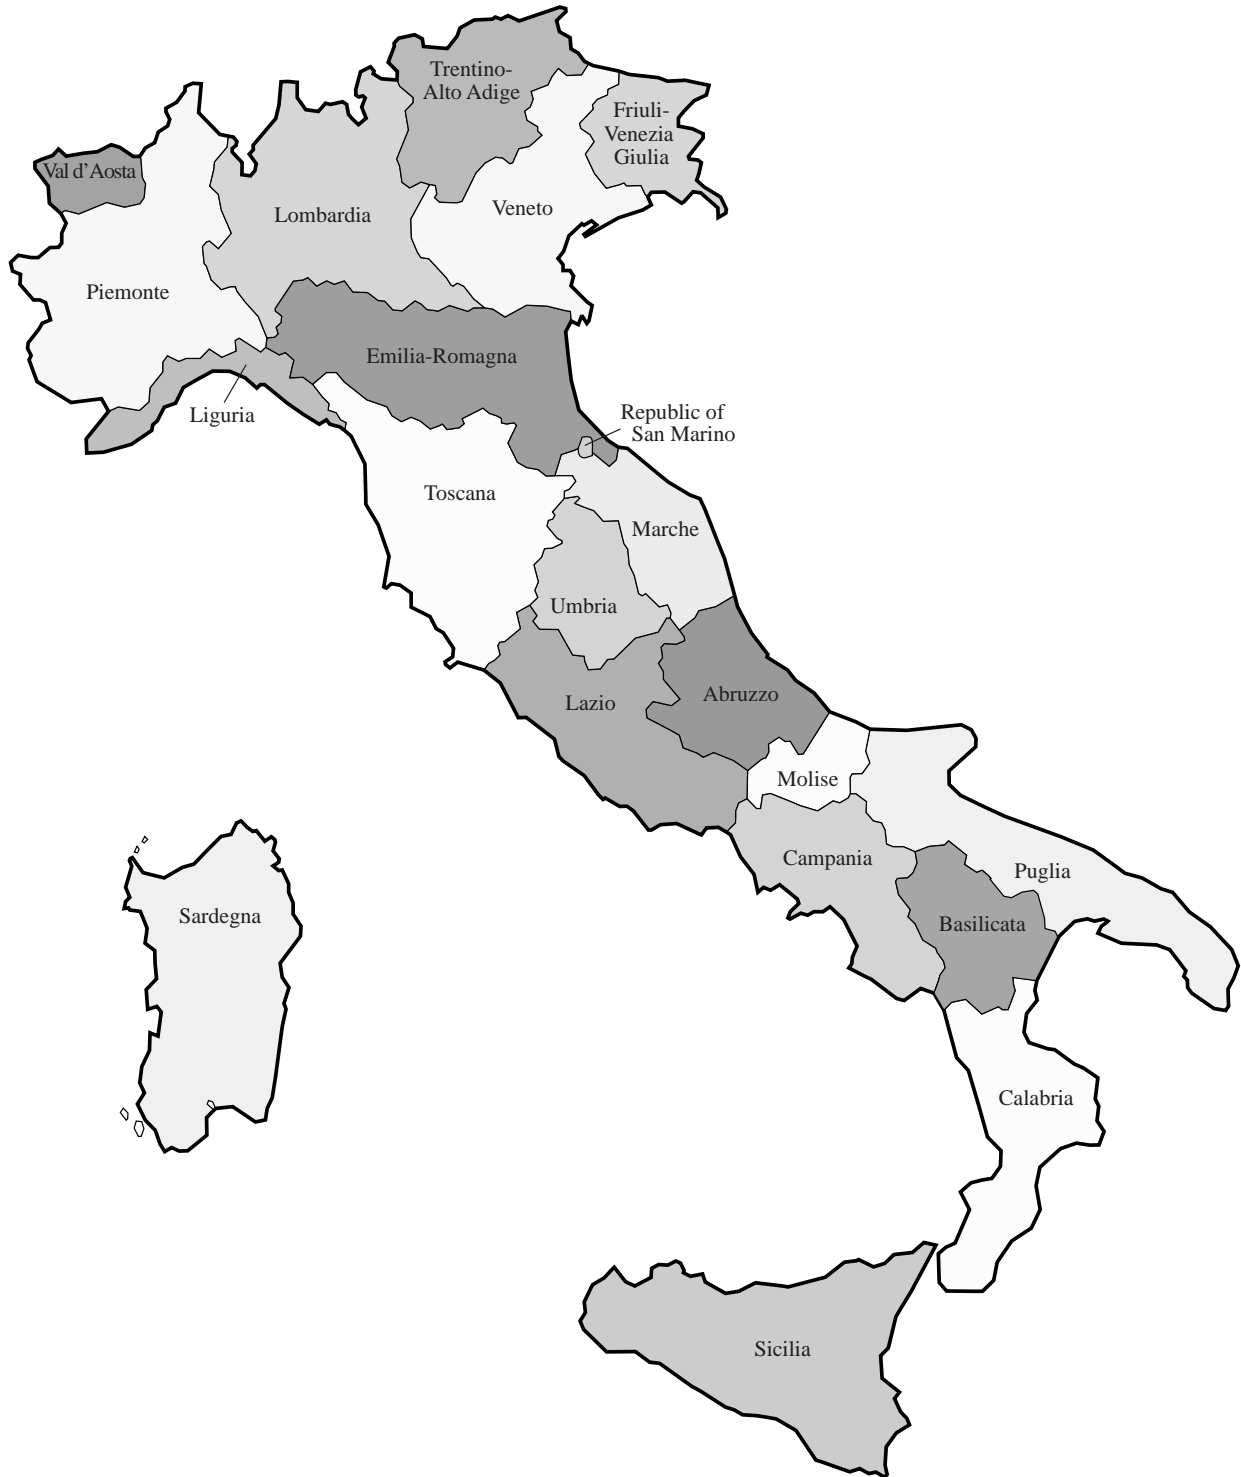 Trentino-
Alto Adige
Friuli-
Venezia
Giulia
Val d'Aosta
Lombardia
Veneto
Piemonte
Emilia-Romagna
Liguria
Republic of
San Marino
Toscana
Marche
Umbria
Lazio
Abruzzo
Molise
Campania
Puglia
Sardegna
Basilicata
Calabria
Sicilia